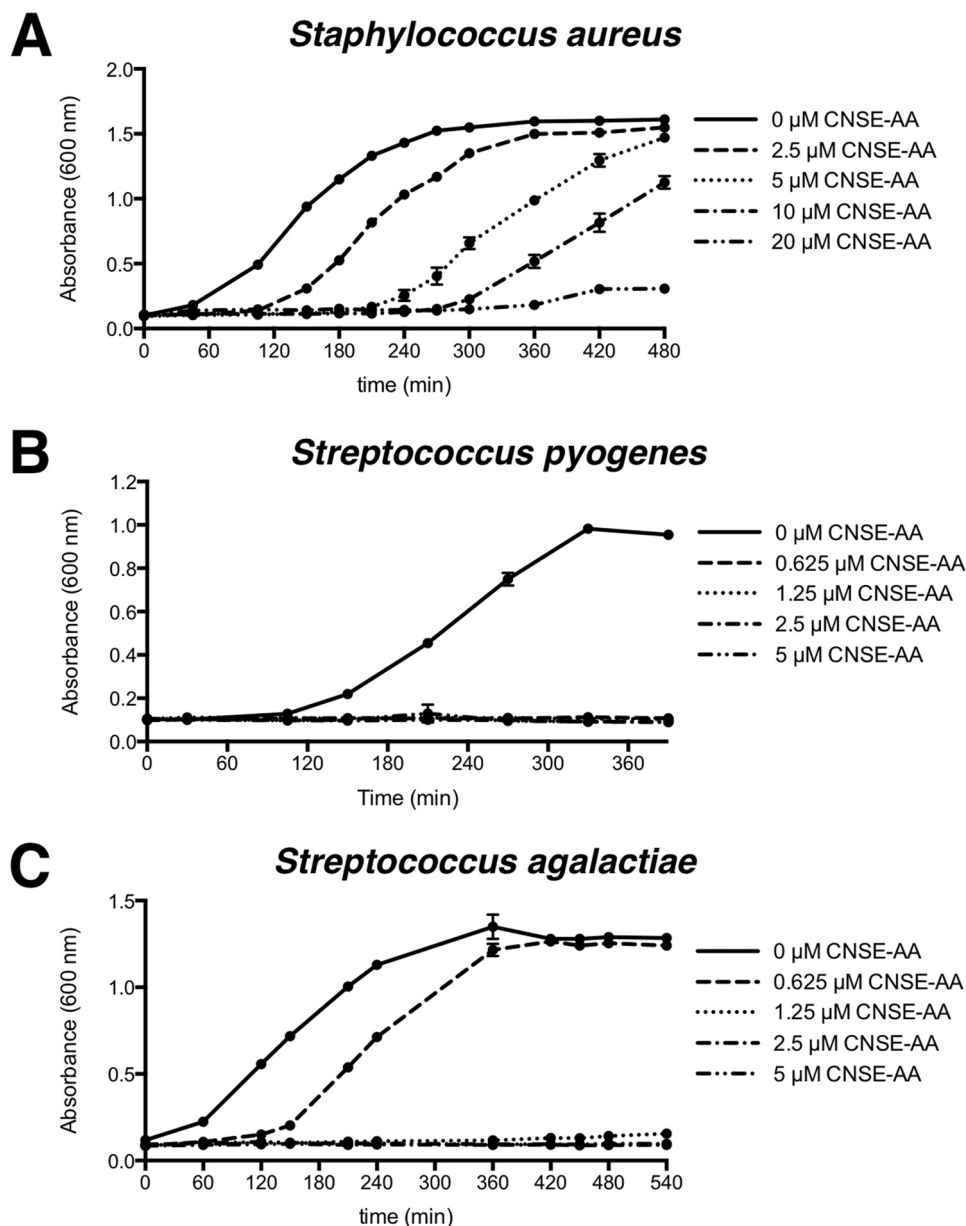 A
Staphylococcus aureus
Absorbance (600 nm)
2.0
1.5
1.0
0.5
0.0
0 60 120 180 240 300 360 420 480
time (min)
0 µM CNSE-AA
2.5 µM CNSE-AA
5 µM CNSE-AA
10 µM CNSE-AA
20 µM CNSE-AA
B
Streptococcus pyogenes
Absorbance (600 nm)
1.2
1.0
0.8
0.6
0.4
0.2
0.0
0 60 120 180 240 300 360
Time (min)
0 µM CNSE-AA
0.625 µM CNSE-AA
1.25 µM CNSE-AA
2.5 µM CNSE-AA
5 µM CNSE-AA
C
Streptococcus agalactiae
Absorbance (600 nm)
1.5
1.0
0.5
0.0
0 60 120 180 240 300 360 420 480 540
time (min)
0 µM CNSE-AA
0.625 µM CNSE-AA
1.25 µM CNSE-AA
2.5 µM CNSE-AA
5 µM CNSE-AA